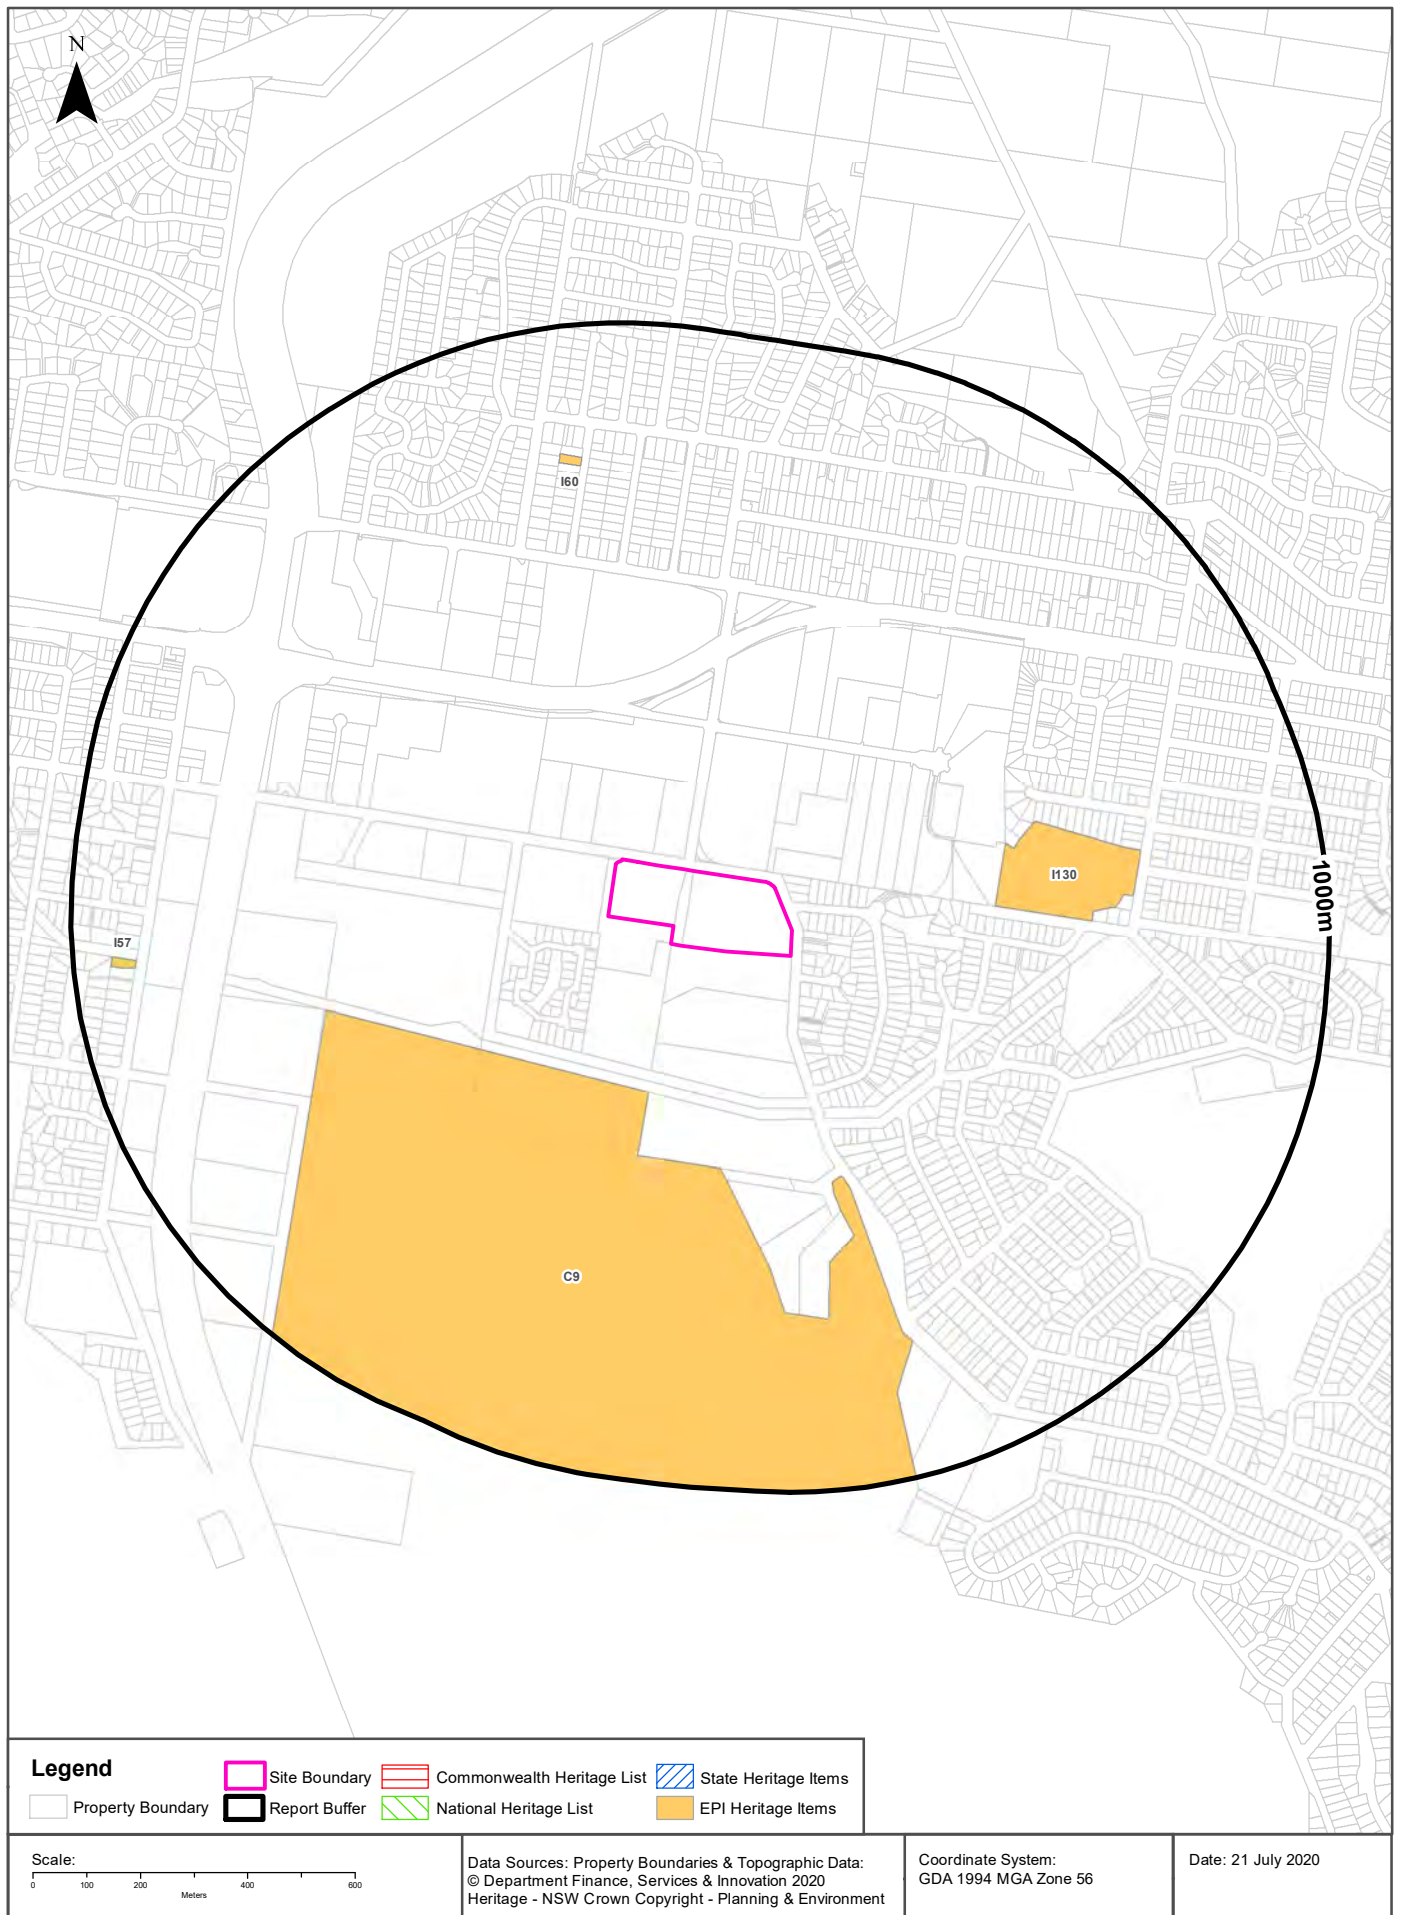 N
I60
I130
1000m
I57
C9
Legend
Site Boundary
Commonwealth Heritage List
State Heritage Items
Property Boundary
Report Buffer
National Heritage List
EPI Heritage Items
Scale:
0 100 200 400 600
Meters
Data Sources: Property Boundaries & Topographic Data:
© Department Finance, Services & Innovation 2020
Heritage - NSW Crown Copyright - Planning & Environment
Coordinate System:
GDA 1994 MGA Zone 56
Date: 21 July 2020